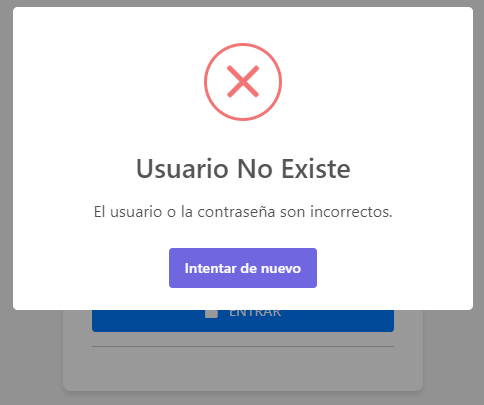 Usuario No Existe
El usuario o la contraseña son incorrectos.
Intentar de nuevo
ENTRAR